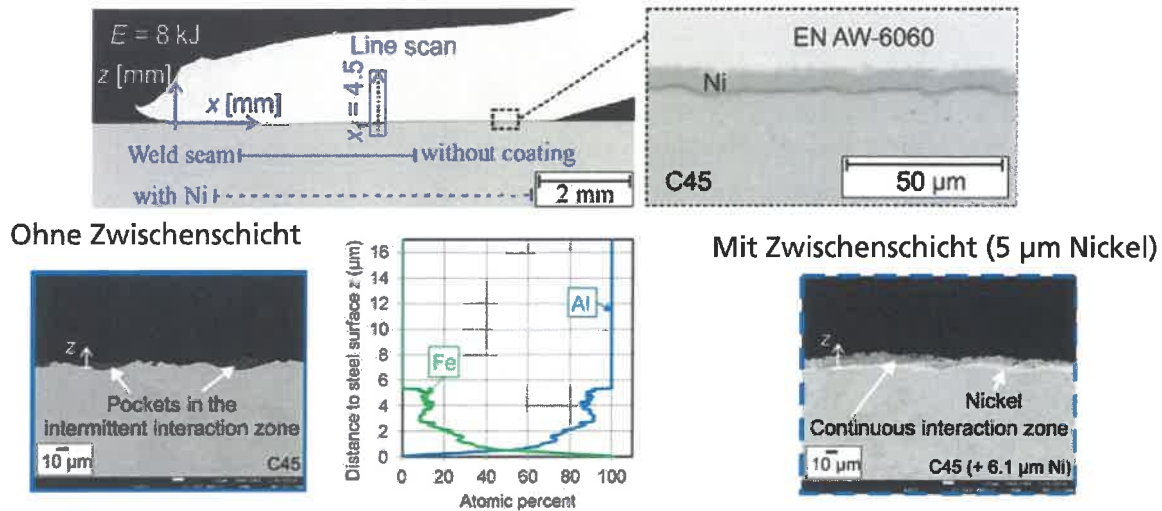 E = 8 kJ
z [mm]
x [mm]
Line scan
x₁ = 4.5
Weld seam
without coating
with Ni
2 mm
EN AW-6060
Ni
C45
50 µm
Ohne Zwischenschicht
z
Pockets in the
intermittent interaction zone
10 µm
C45
Distance to steel surface z (µm)
16
14
12
10
8
6
4
2
0
Al
Fe
0 20 40 60 80 100
Atomic percent
Mit Zwischenschicht (5 µm Nickel)
z
Nickel
Continuous interaction zone
10 µm
C45 (+ 6.1 µm Ni)